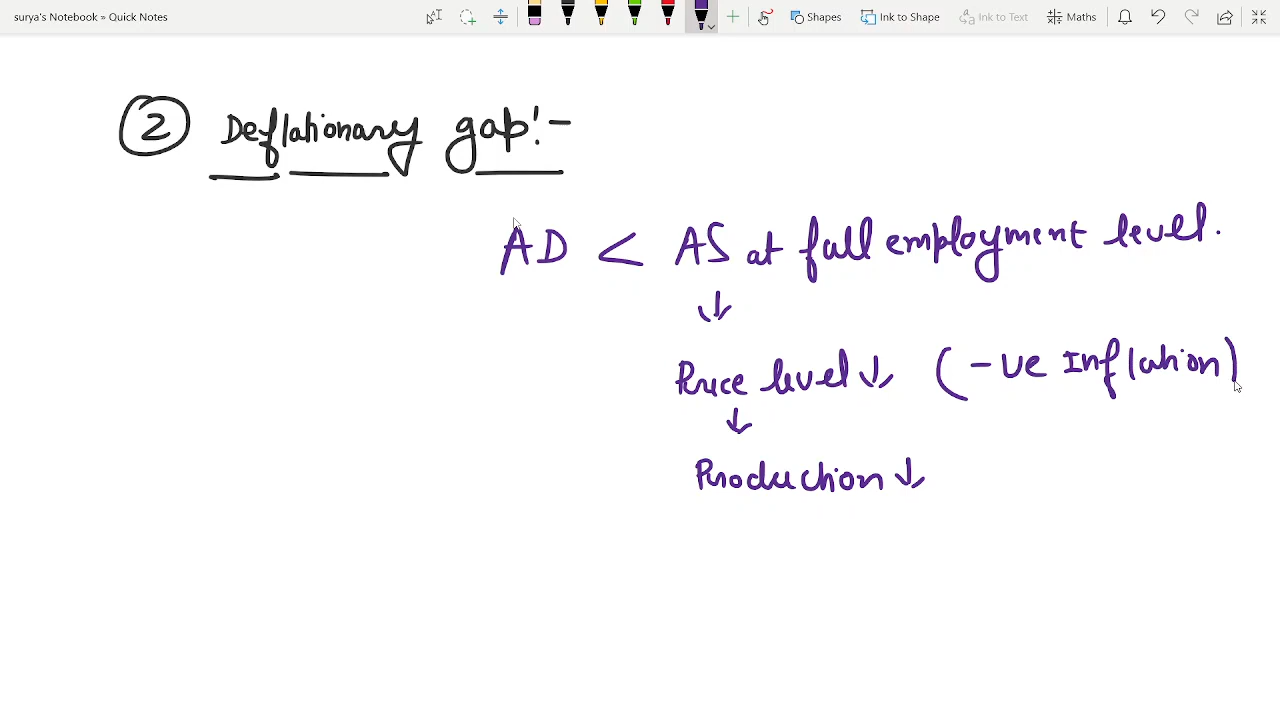 surya's Notebook » Quick Notes
Shapes Ink to Shape Ink to Text Maths
② Deflationary gap:-
AD < AS at full employment level.
↓
Price level ↓ (-ve Inflation)
↓
Production ↓